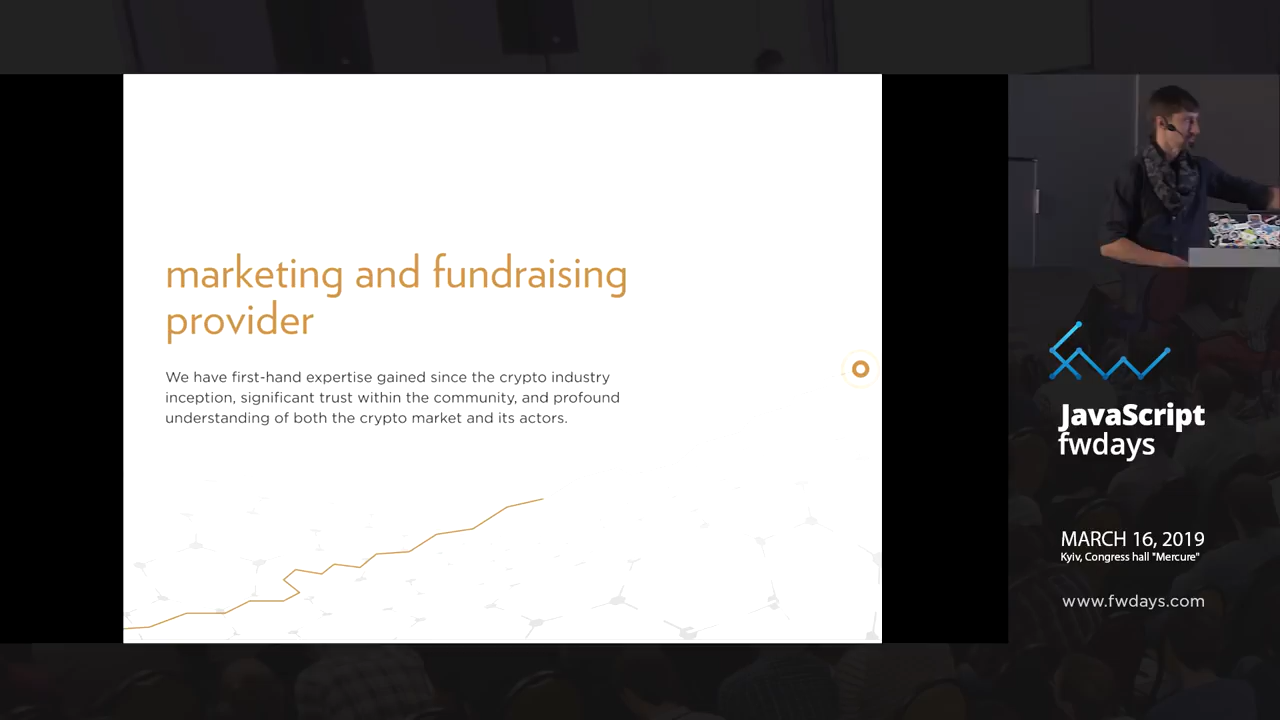 marketing and fundraising
provider
We have first-hand expertise gained since the crypto industry
inception, significant trust within the community, and profound
understanding of both the crypto market and its actors.
fw
JavaScript
fwdays
MARCH 16, 2019
Kyiv, Congress hall "Mercure"
www.fwdays.com